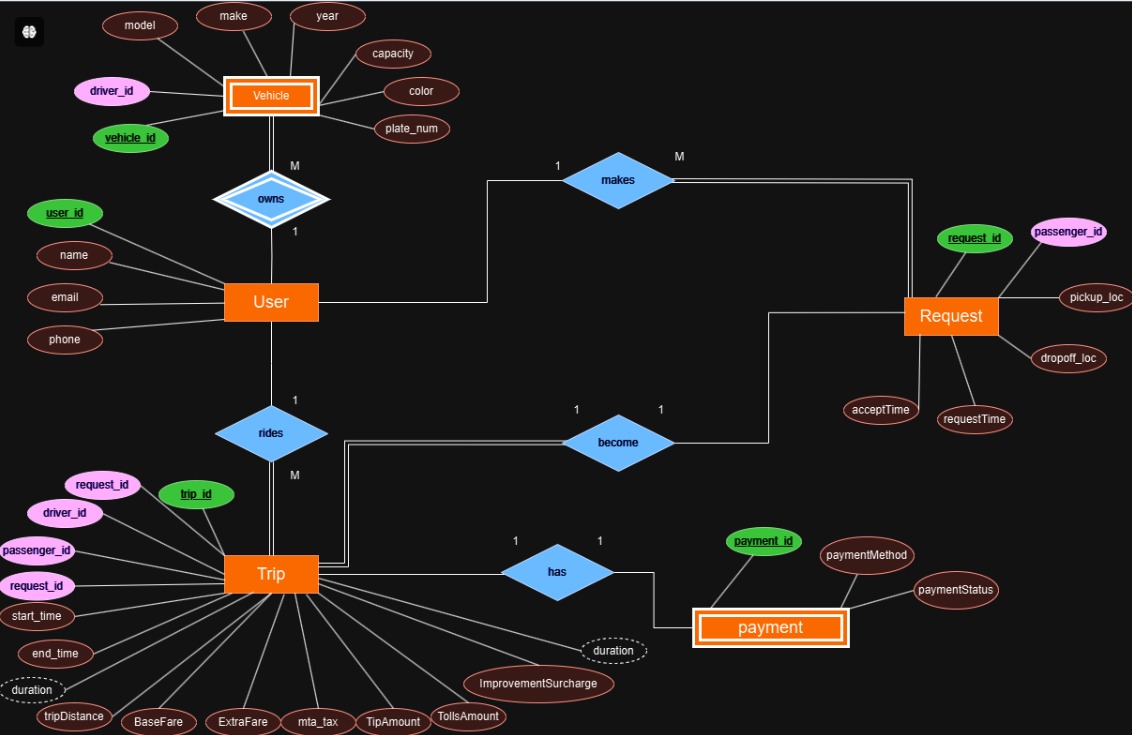 make
year
model
capacity
driver_id
Vehicle
color
vehicle_id
plate_num
M
owns
1
1
M
makes
user_id
name
email
phone
User
request_id
passenger_id
pickup_loc
Request
dropoff_loc
acceptTime
requestTime
1
rides
M
1
1
become
request_id
trip_id
driver_id
passenger_id
request_id
Trip
start_time
end_time
duration
tripDistance
BaseFare
ExtraFare
mta_tax
TipAmount
TollsAmount
ImprovementSurcharge
duration
1
1
has
payment_id
paymentMethod
paymentStatus
payment